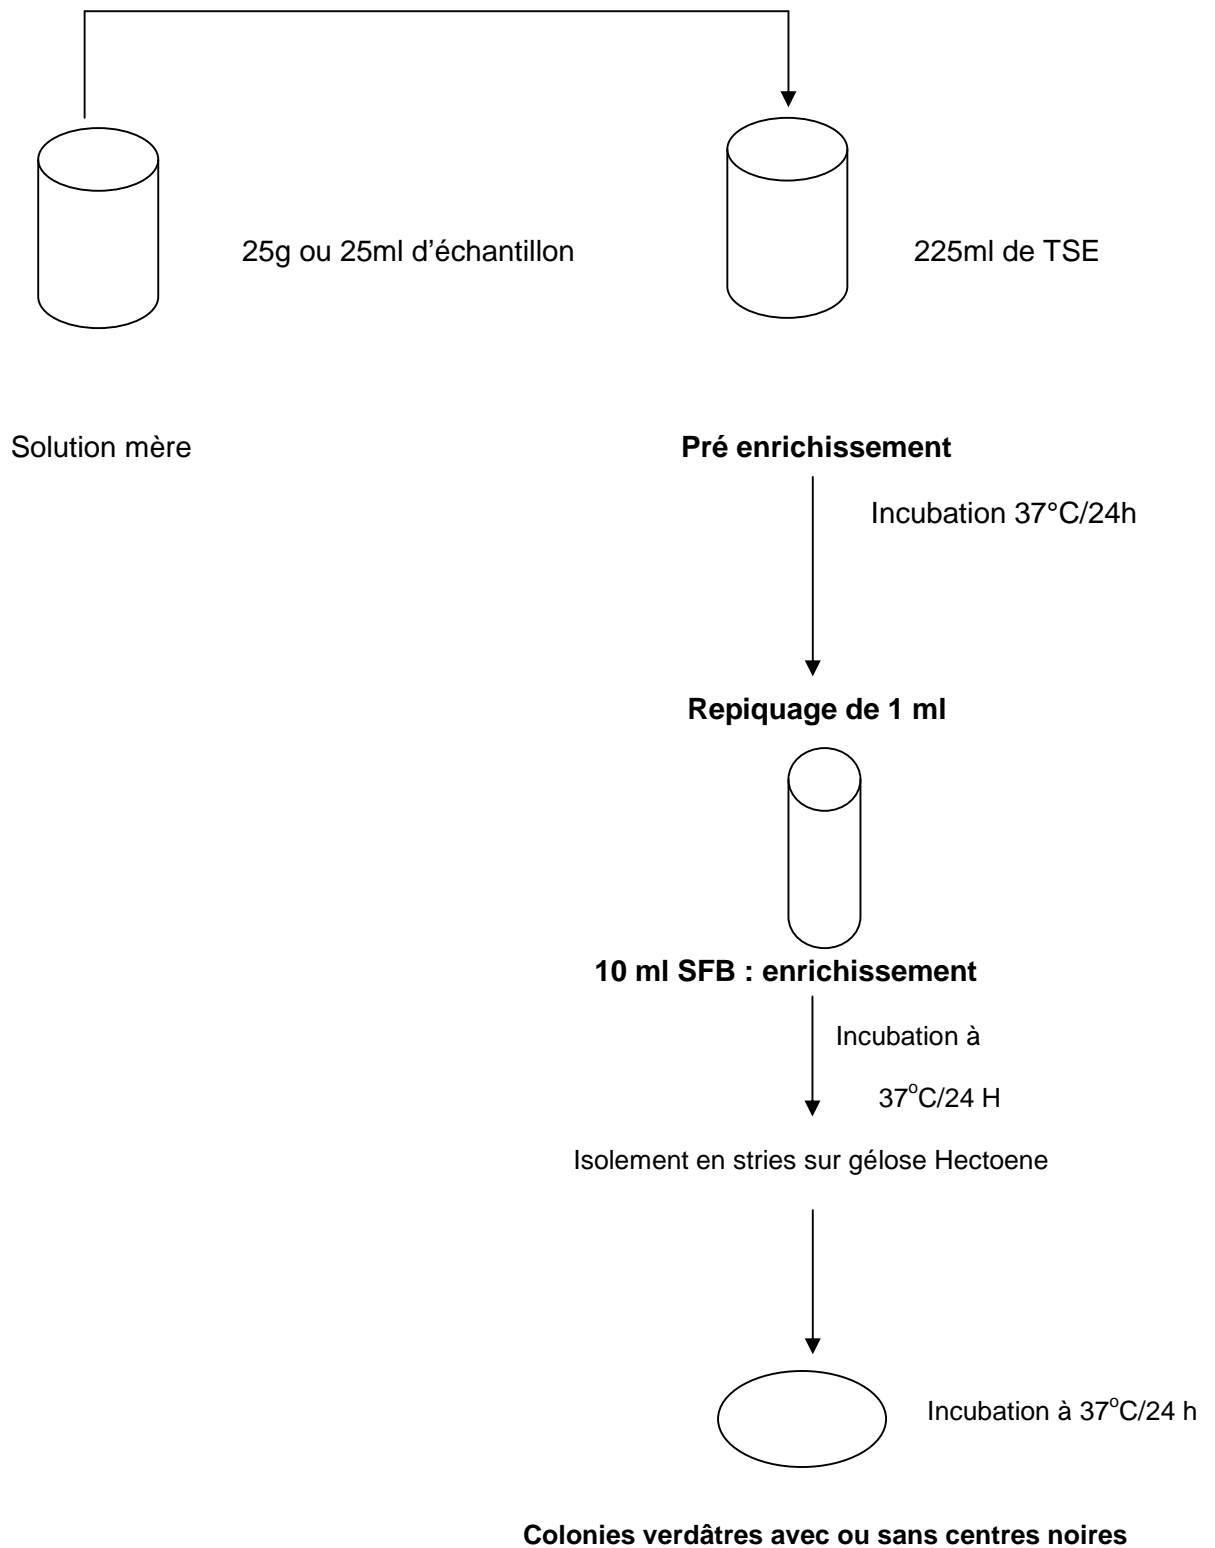 25g ou 25ml d’échantillon
225ml de TSE
Solution mère
Pré enrichissement
Incubation 37°C/24h
Repiquage de 1 ml
10 ml SFB : enrichissement
Incubation à
37°C/24 H
Isolement en stries sur gélose Hectoene
Incubation à 37°C/24 h
Colonies verdâtres avec ou sans centres noires